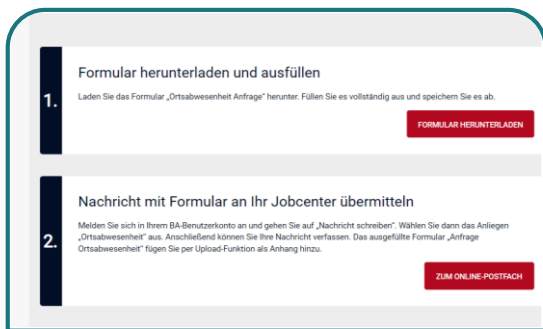 Formular herunterladen und ausfüllen
1.
Laden Sie das Formular „Ortsabwesenheit Anfrage" herunter. Füllen Sie es vollständig aus und speichern Sie es ab.
FORMULAR HERUNTERLADEN
Nachricht mit Formular an Ihr Jobcenter übermitteln
2.
Melden Sie sich in Ihrem BA-Benutzerkonto an und gehen Sie auf „Nachricht schreiben". Wählen Sie dann das Anliegen
„Ortsabwesenheit" aus. Anschließend können Sie Ihre Nachricht verfassen. Das ausgefüllte Formular „Anfrage
Ortsabwesenheit" fügen Sie per Upload-Funktion als Anhang hinzu.
ZUM ONLINE-POSTFACH